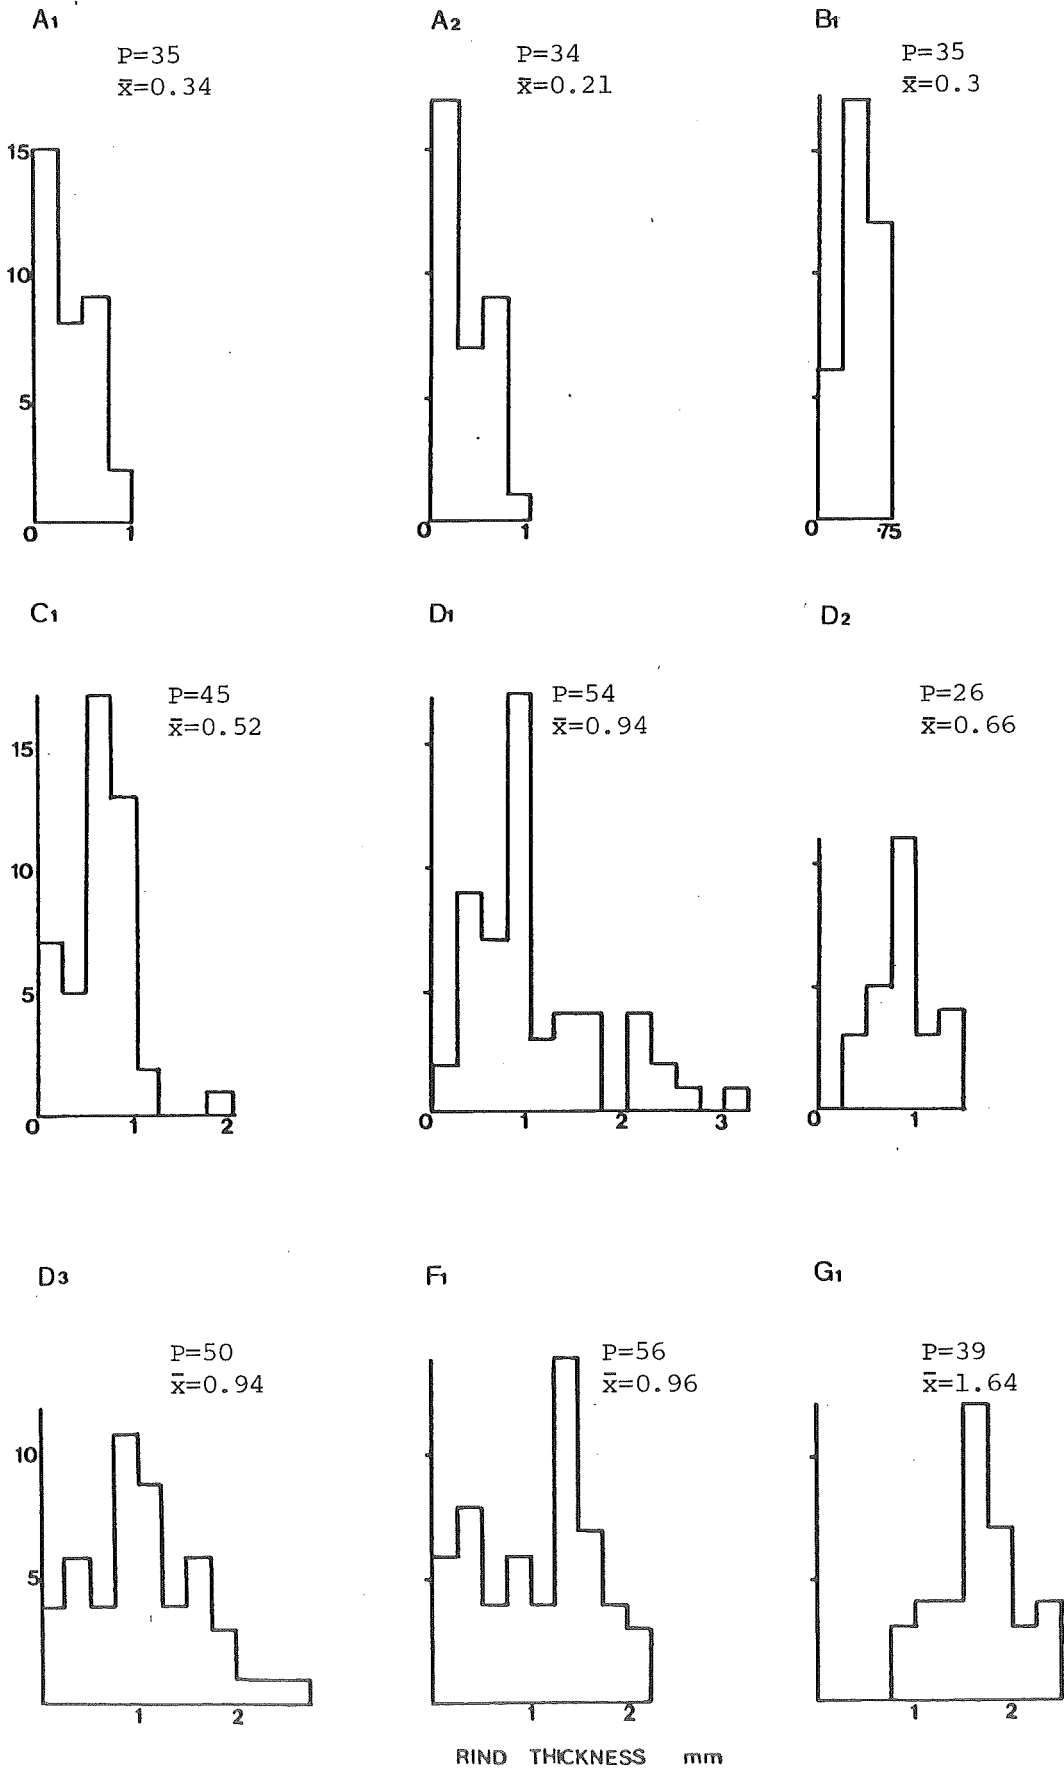 A1
P=35
x̄=0.34
15
10
5
0 1
A2
P=34
x̄=0.21
0 1
B1
P=35
x̄=0.3
0 .75
C1
P=45
x̄=0.52
15
10
5
0 1 2
D1
P=54
x̄=0.94
0 1 2 3
D2
P=26
x̄=0.66
0 1
D3
P=50
x̄=0.94
10
5
1 2
F1
P=56
x̄=0.96
1 2
G1
P=39
x̄=1.64
1 2
RIND THICKNESS mm